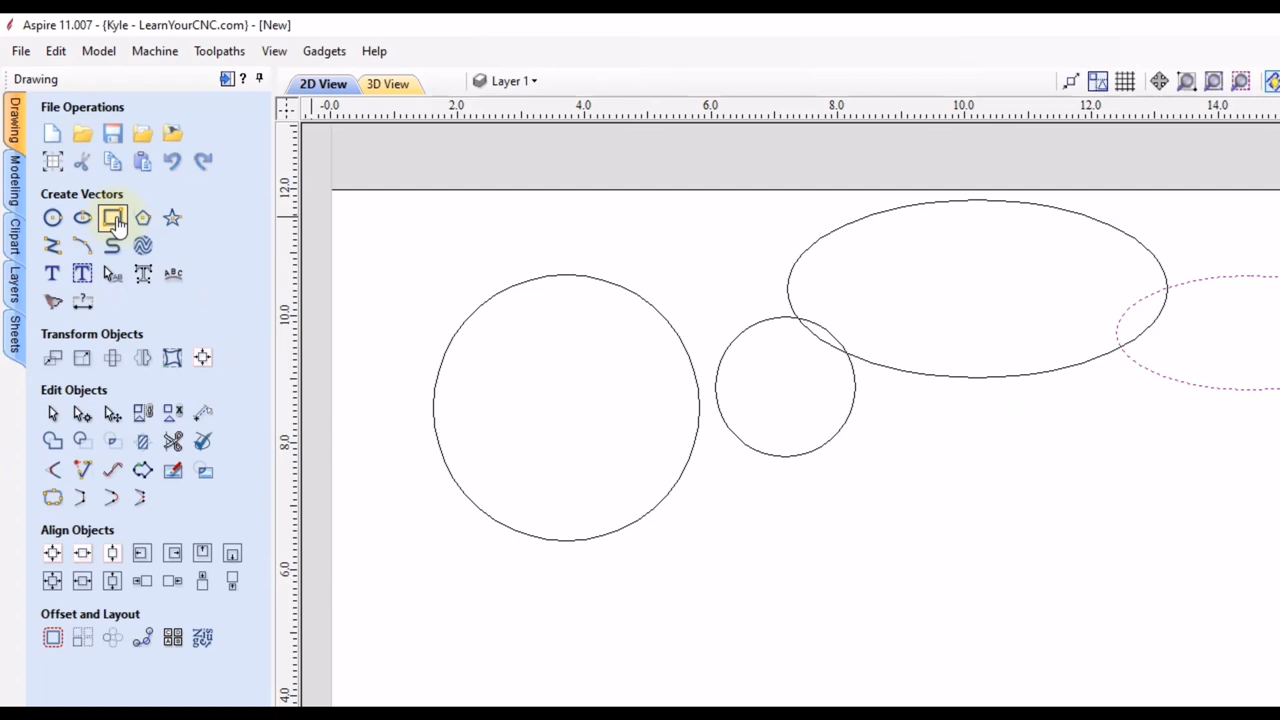 Aspire 11.007 - {Kyle - LearnYourCNC.com} - [New]
File Edit Model Machine Toolpaths View Gadgets Help
Drawing
2D View 3D View Layer 1
-0.0 2.0 4.0 6.0 8.0 10.0 12.0 14.0
File Operations
Create Vectors
Transform Objects
Edit Objects
Align Objects
Offset and Layout
Drawing
Modeling
Clipart
Layers
Sheets
12.0
10.0
8.0
6.0
4.0